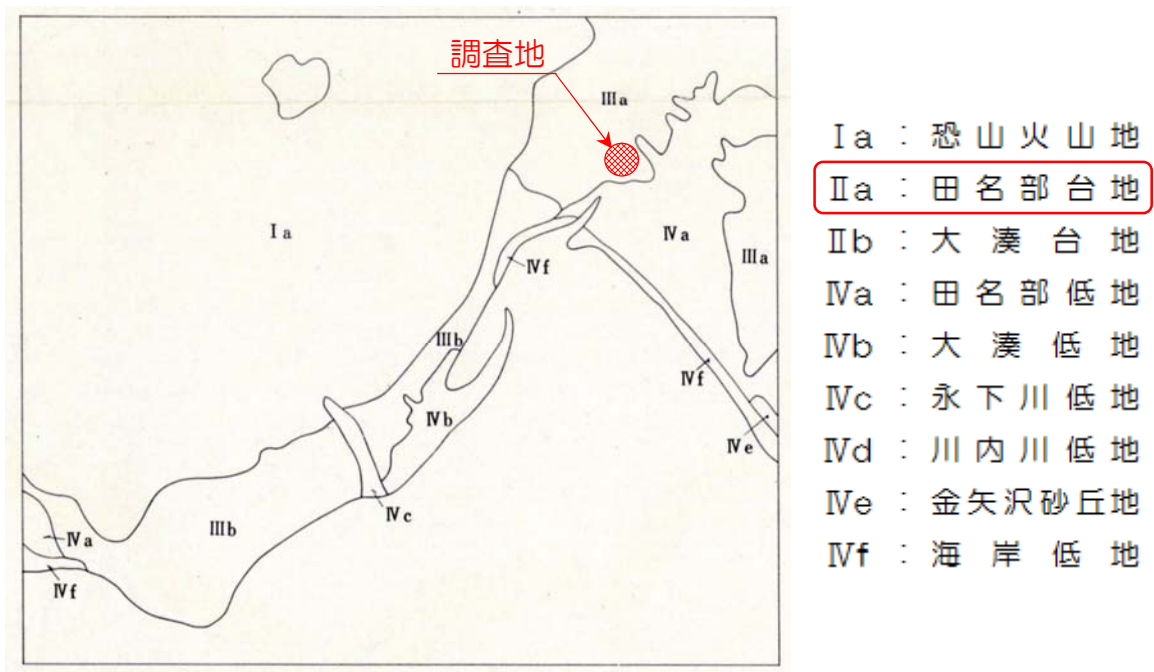 調査地
Ⅲa
Ⅰa
Ⅳa
Ⅲa
Ⅳf
Ⅲb
Ⅳf
Ⅳb
Ⅳe
Ⅳc
Ⅲb
Ⅳa
Ⅳf
Ⅰa : 恐山火山地
Ⅱa : 田名部台地
Ⅱb : 大湊台地
Ⅳa : 田名部低地
Ⅳb : 大湊低地
Ⅳc : 永下川低地
Ⅳd : 川内川低地
Ⅳe : 金矢沢砂丘地
Ⅳf : 海岸低地